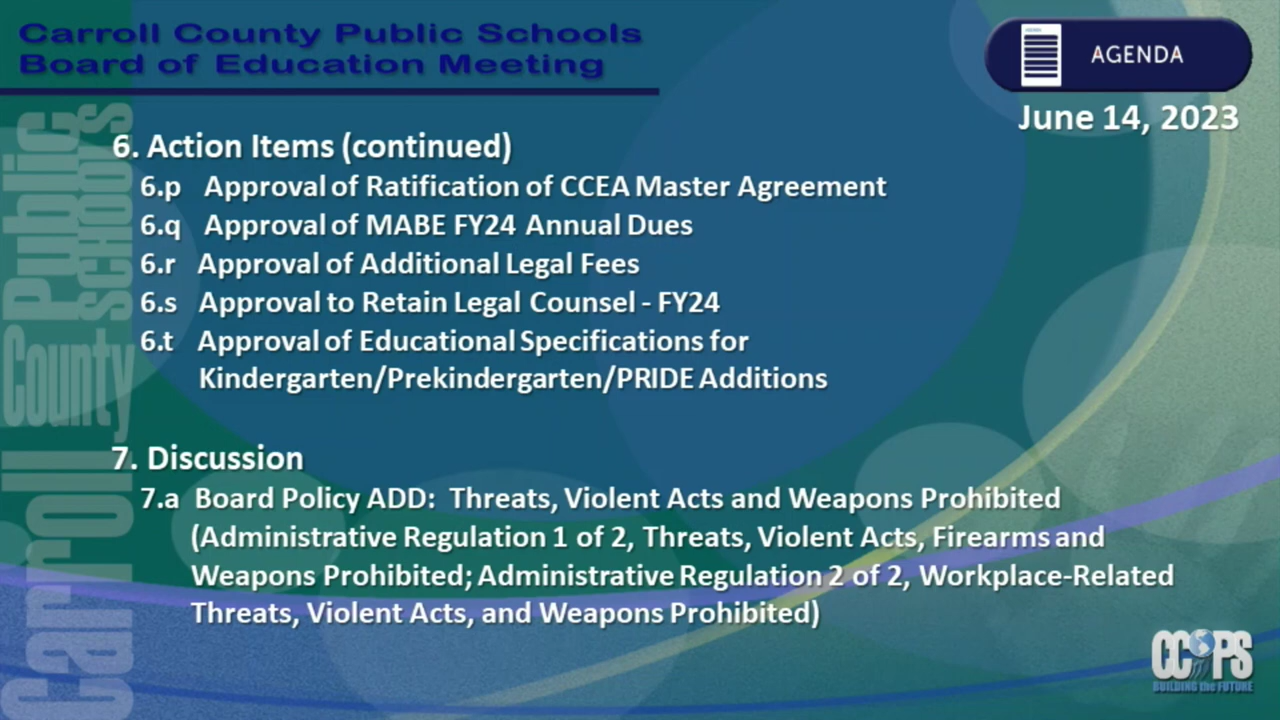 Carroll County Public Schools
Board of Education Meeting
AGENDA
June 14, 2023
Carroll County Public Schools
6. Action Items (continued)
6.p Approval of Ratification of CCEA Master Agreement
6.q Approval of MABE FY24 Annual Dues
6.r Approval of Additional Legal Fees
6.s Approval to Retain Legal Counsel - FY24
6.t Approval of Educational Specifications for
Kindergarten/Prekindergarten/PRIDE Additions
7. Discussion
7.a Board Policy ADD: Threats, Violent Acts and Weapons Prohibited
(Administrative Regulation 1 of 2, Threats, Violent Acts, Firearms and
Weapons Prohibited; Administrative Regulation 2 of 2, Workplace-Related
Threats, Violent Acts, and Weapons Prohibited)
CCPS
BUILDING the FUTURE